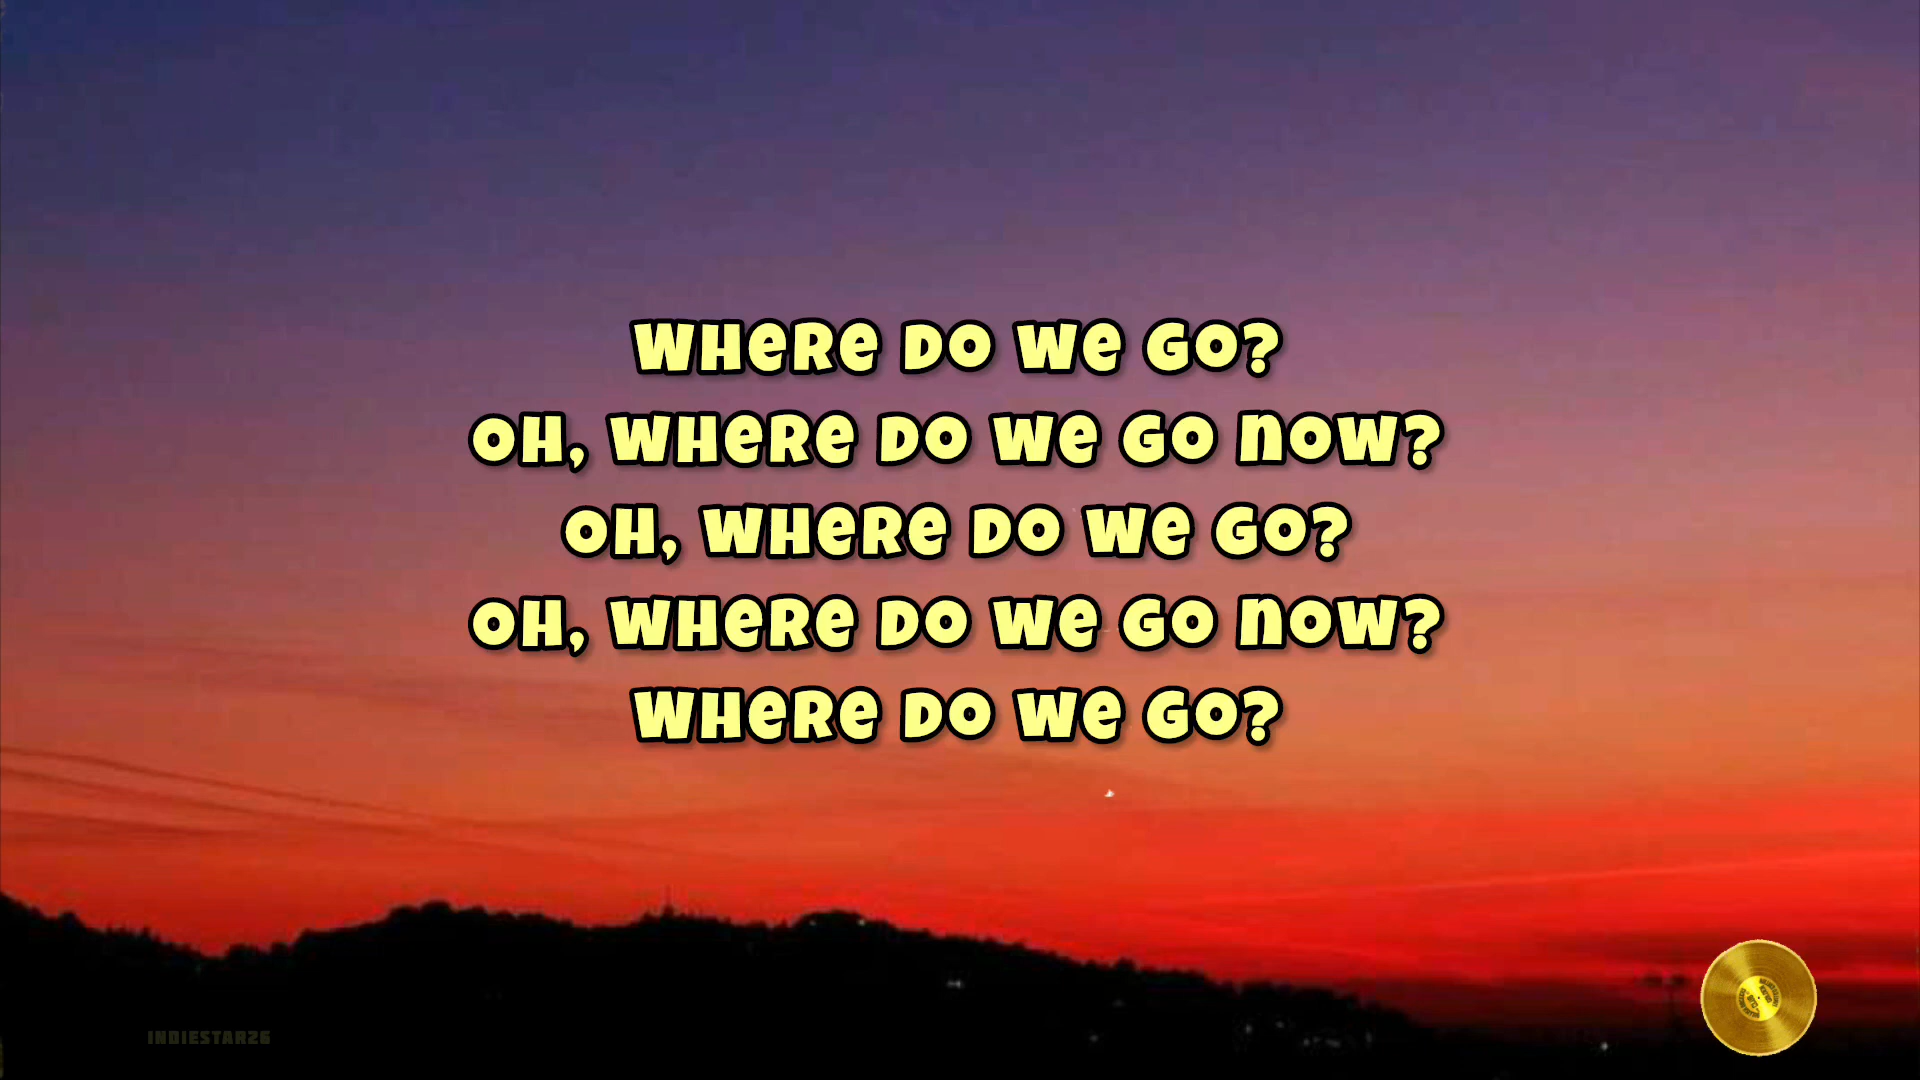 Where do we go?
Oh, where do we go now?
Oh, where do we go?
Oh, where do we go now?
Where do we go?
INDIESTAR26